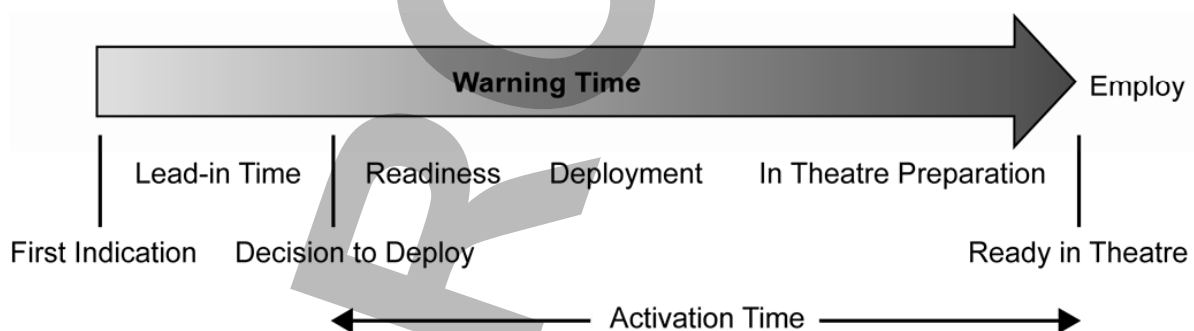 Warning Time
Employ
Lead-in Time Readiness Deployment In Theatre Preparation
First Indication Decision to Deploy Ready in Theatre
Activation Time